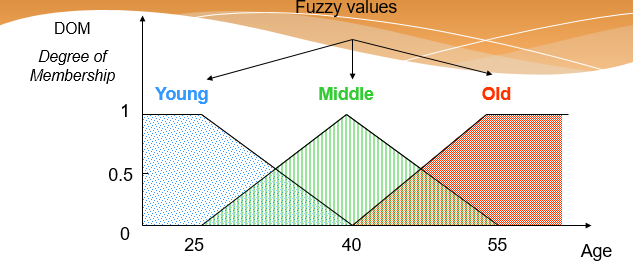 Fuzzy values
DOM
Degree of
Membership
Young
Middle
Old
1
0.5
0
25
40
55
Age